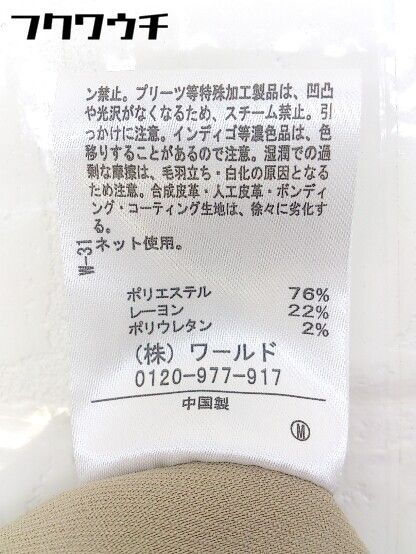 フクワウチ
ン禁止。プリーツ等特殊加工製品は、凹凸
や光沢がなくなるため、スチーム禁止。引
っかけに注意。インディゴ等濃色品は、色
移りすることがあるので注意。湿潤での過
剰な摩擦は、毛羽立ち・白化の原因となる
ため注意。合成皮革・人工皮革・ボンディ
ング・コーティング生地は、徐々に劣化す
る。
ネット使用。
W-31
ポリエステル 76%
レーヨン 22%
ポリウレタン 2%
(株) ワールド
0120-977-917
中国製
M